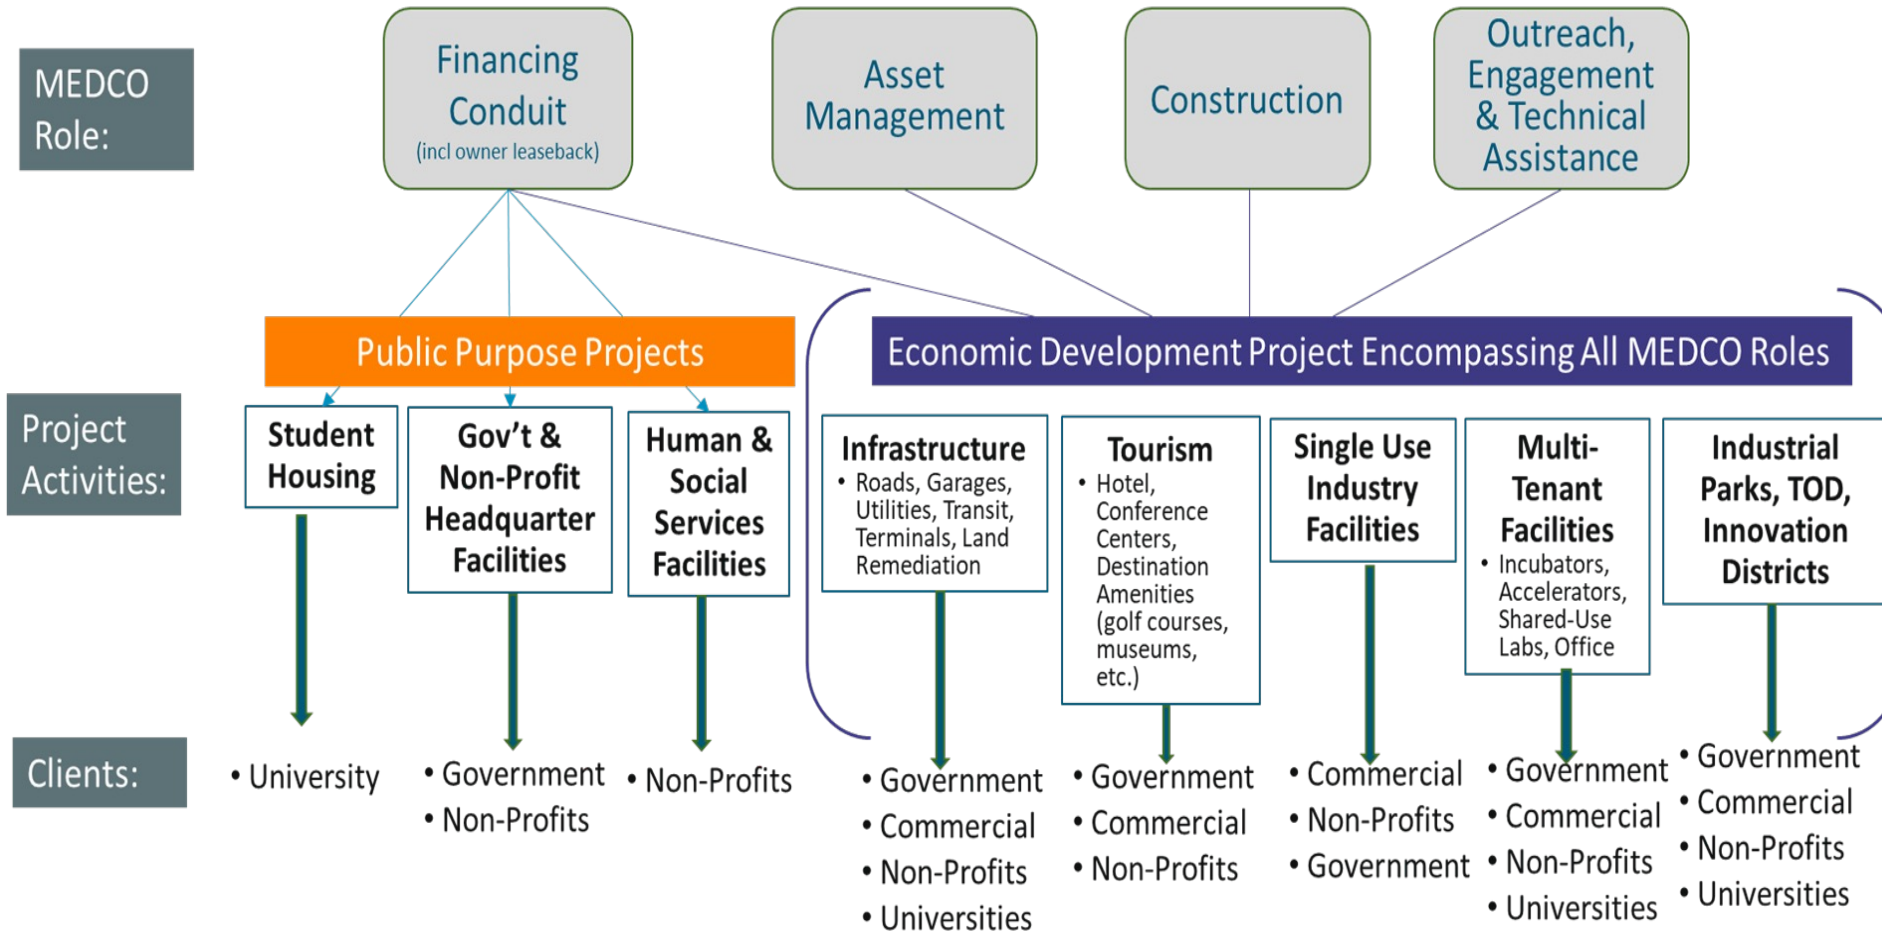 MEDCO
Role:
Financing
Conduit
(incl owner leaseback)
Asset
Management
Construction
Outreach,
Engagement
& Technical
Assistance
Public Purpose Projects
Economic Development Project Encompassing All MEDCO Roles
Project
Activities:
Student
Housing
Gov't &
Non-Profit
Headquarter
Facilities
Human &
Social
Services
Facilities
Infrastructure
• Roads, Garages,
Utilities, Transit,
Terminals, Land
Remediation
Tourism
• Hotel,
Conference
Centers,
Destination
Amenities
(golf courses,
museums,
etc.)
Single Use
Industry
Facilities
Multi-
Tenant
Facilities
• Incubators,
Accelerators,
Shared-Use
Labs, Office
Industrial
Parks, TOD,
Innovation
Districts
Clients:
• University
• Government
• Non-Profits
• Non-Profits
• Government
• Commercial
• Non-Profits
• Universities
• Government
• Commercial
• Non-Profits
• Commercial
• Non-Profits
• Government
• Government
• Commercial
• Non-Profits
• Universities
• Government
• Commercial
• Non-Profits
• Universities